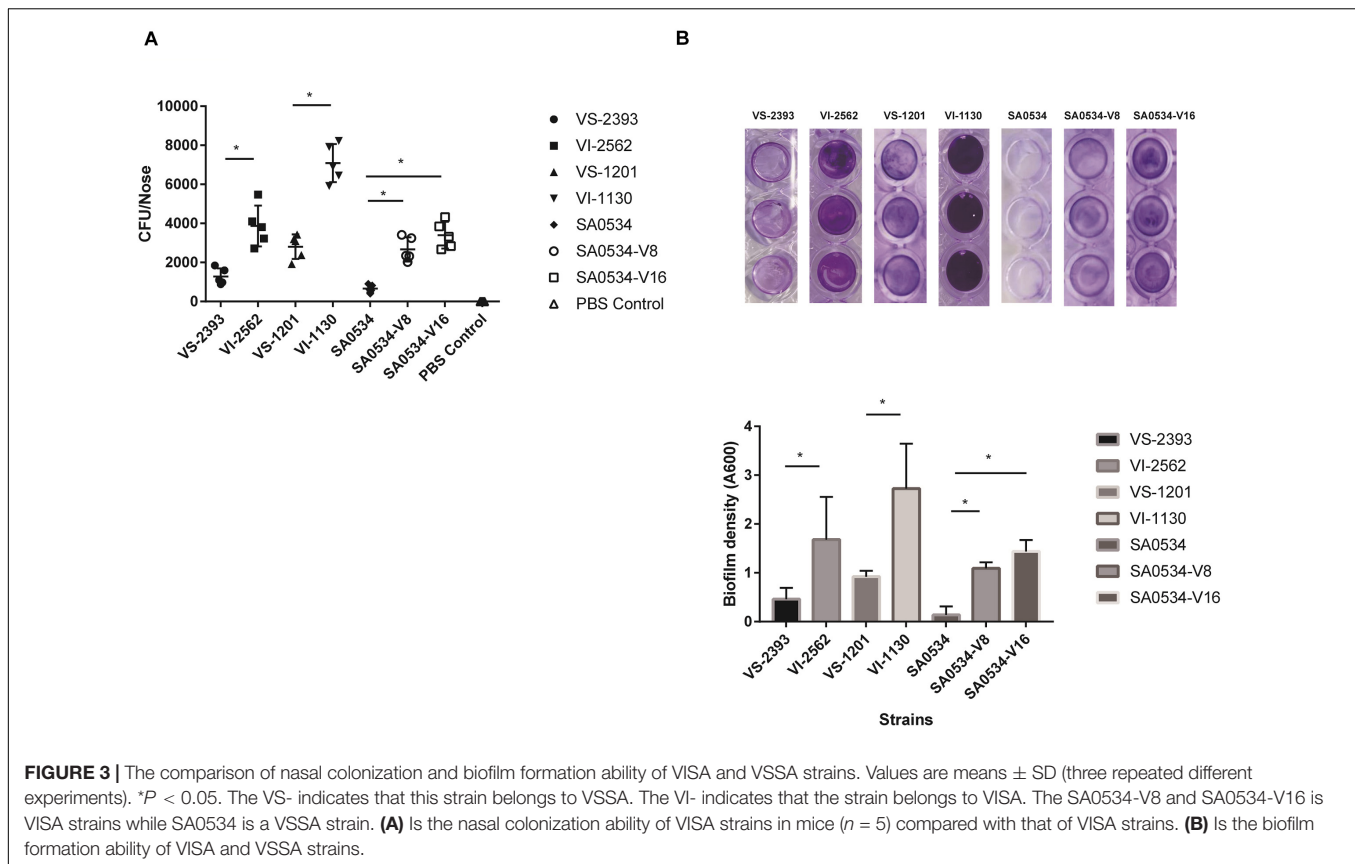 A
*
*
*
*
10000
8000
6000
4000
2000
0
CFU/Nose
VS-2393
VI-2562
VS-1201
VI-1130
SA0534
SA0534-V8
SA0534-V16
PBS Control
VS-2393
VI-2562
VS-1201
VI-1130
SA0534
SA0534-V8
SA0534-V16
PBS Control
B
VS-2393 VI-2562 VS-1201 VI-1130 SA0534 SA0534-V8 SA0534-V16
*
*
*
*
4
3
2
1
0
Biofilm density (A600)
VS-2393
VI-2562
VS-1201
VI-1130
SA0534
SA0534-V8
SA0534-V16
Strains
VS-2393
VI-2562
VS-1201
VI-1130
SA0534
SA0534-V8
SA0534-V16
FIGURE 3 | The comparison of nasal colonization and biofilm formation ability of VISA and VSSA strains. Values are means ± SD (three repeated different
experiments). *P < 0.05. The VS- indicates that this strain belongs to VSSA. The VI- indicates that the strain belongs to VISA. The SA0534-V8 and SA0534-V16 is
VISA strains while SA0534 is a VSSA strain. (A) Is the nasal colonization ability of VISA strains in mice (n = 5) compared with that of VISA strains. (B) Is the biofilm
formation ability of VISA and VSSA strains.